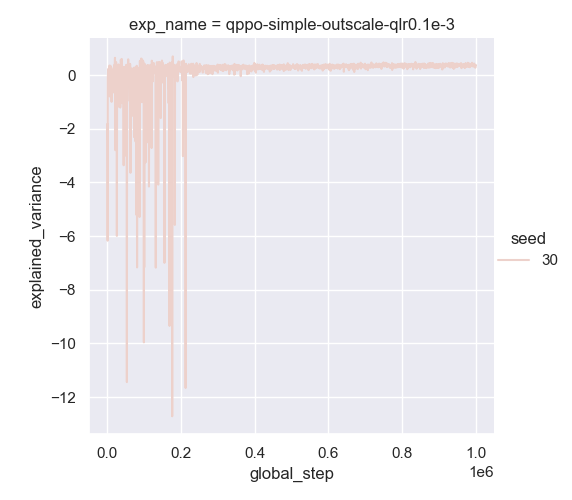 exp_name = qppo-simple-outscale-qlr0.1e-3
explained_variance
0
−2
−4
−6
−8
−10
−12
0.0 0.2 0.4 0.6 0.8 1.0
1e6
global_step
seed
30